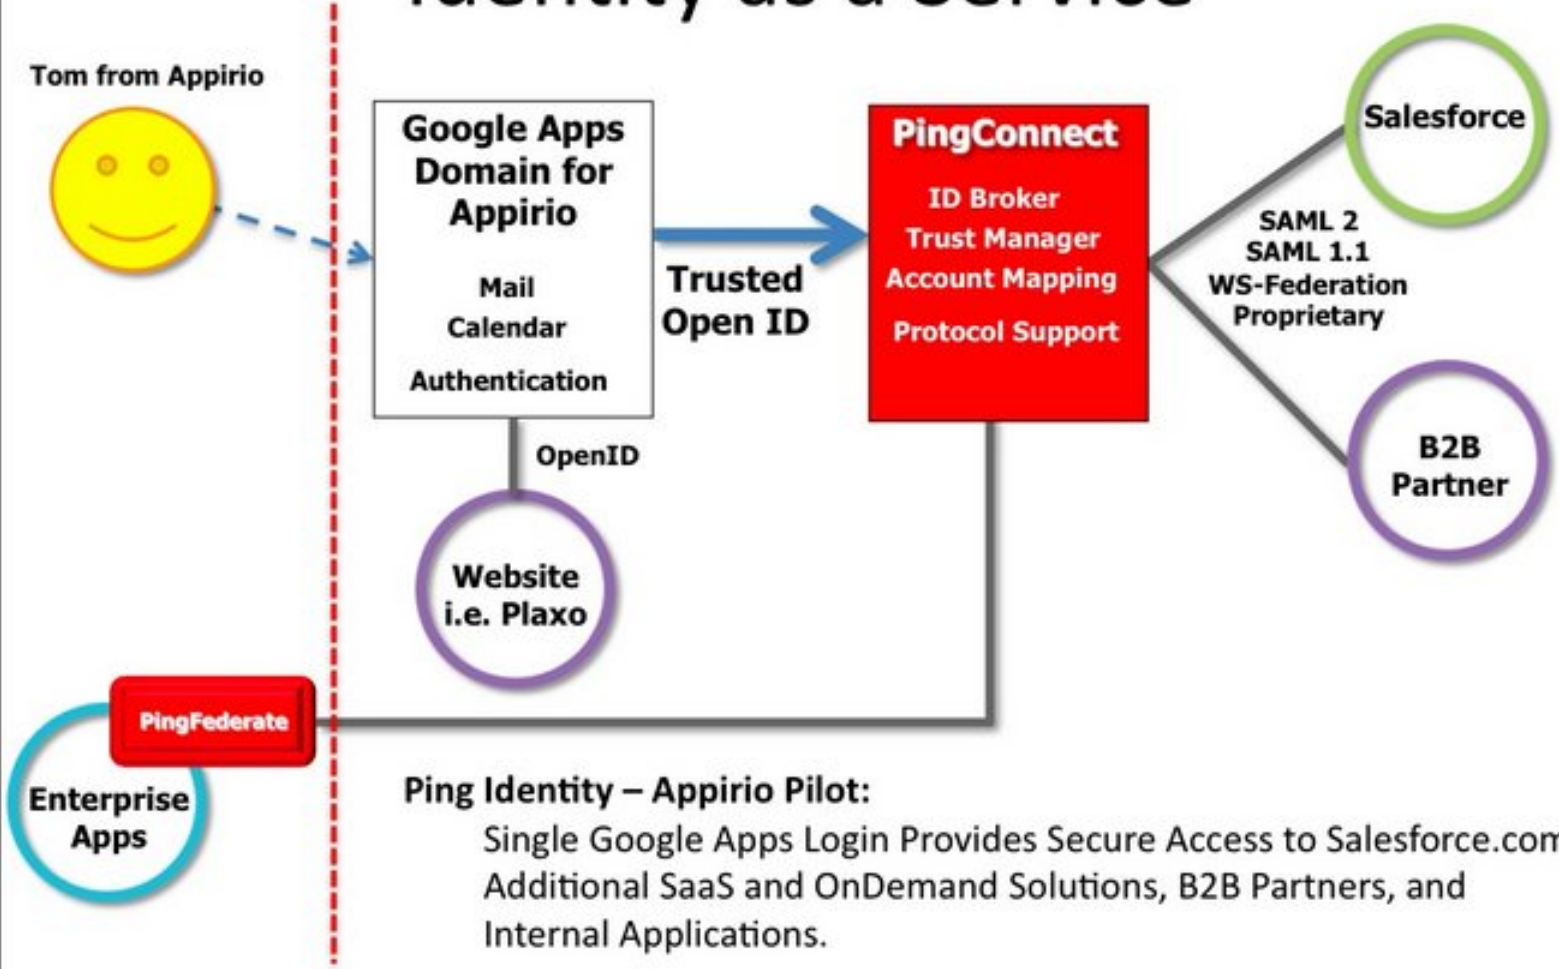 Identity as a Service
Tom from Appirio
Google Apps
Domain for
Appirio
Mail
Calendar
Authentication
Trusted
Open ID
PingConnect
ID Broker
Trust Manager
Account Mapping
Protocol Support
Salesforce
SAML 2
SAML 1.1
WS-Federation
Proprietary
B2B
Partner
OpenID
Website
i.e. Plaxo
PingFederate
Enterprise
Apps
Ping Identity – Appirio Pilot:
Single Google Apps Login Provides Secure Access to Salesforce.com
Additional SaaS and OnDemand Solutions, B2B Partners, and
Internal Applications.